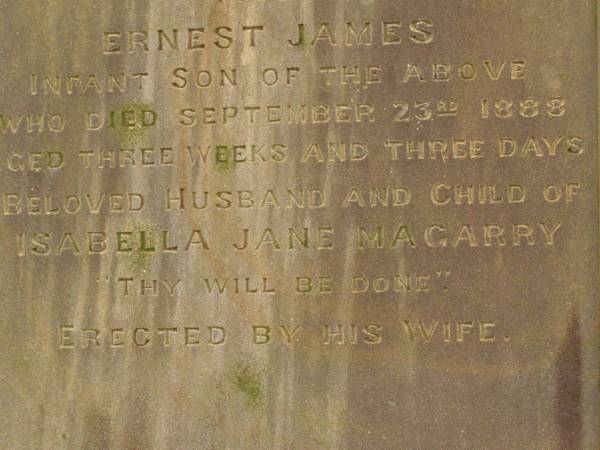 ERNEST JAMES
INFANT SON OF THE ABOVE
WHO DIED SEPTEMBER 23RD 1888
AGED THREE WEEKS AND THREE DAYS
BELOVED HUSBAND AND CHILD OF
ISABELLA JANE MAGARRY
"THY WILL BE DONE".
ERECTED BY HIS WIFE.